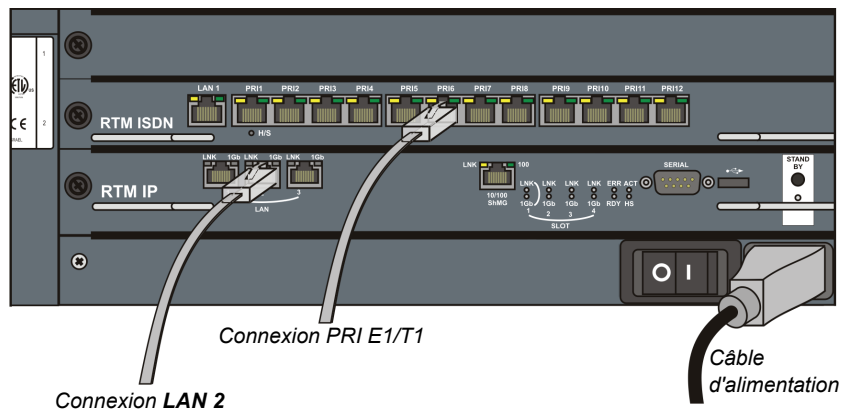 1
LAN 1 PRI1 PRI2 PRI3 PRI4 PRI5 PRI6 PRI7 PRI8 PRI9 PRI10 PRI11 PRI12
ETL
us
CE 2
RTM ISDN
H/S
LNK 1Gb LNK 1Gb LNK 1Gb LNK 100 SERIAL STAND
BY
RTM IP
LNK LNK LNK LNK ERR ACT
3 10/100 1Gb 1Gb 1Gb 1Gb RDY HS
LAN ShMG 1 2 3 4
SLOT
O I
Connexion PRI E1/T1
Câble
d'alimentation
Connexion LAN 2